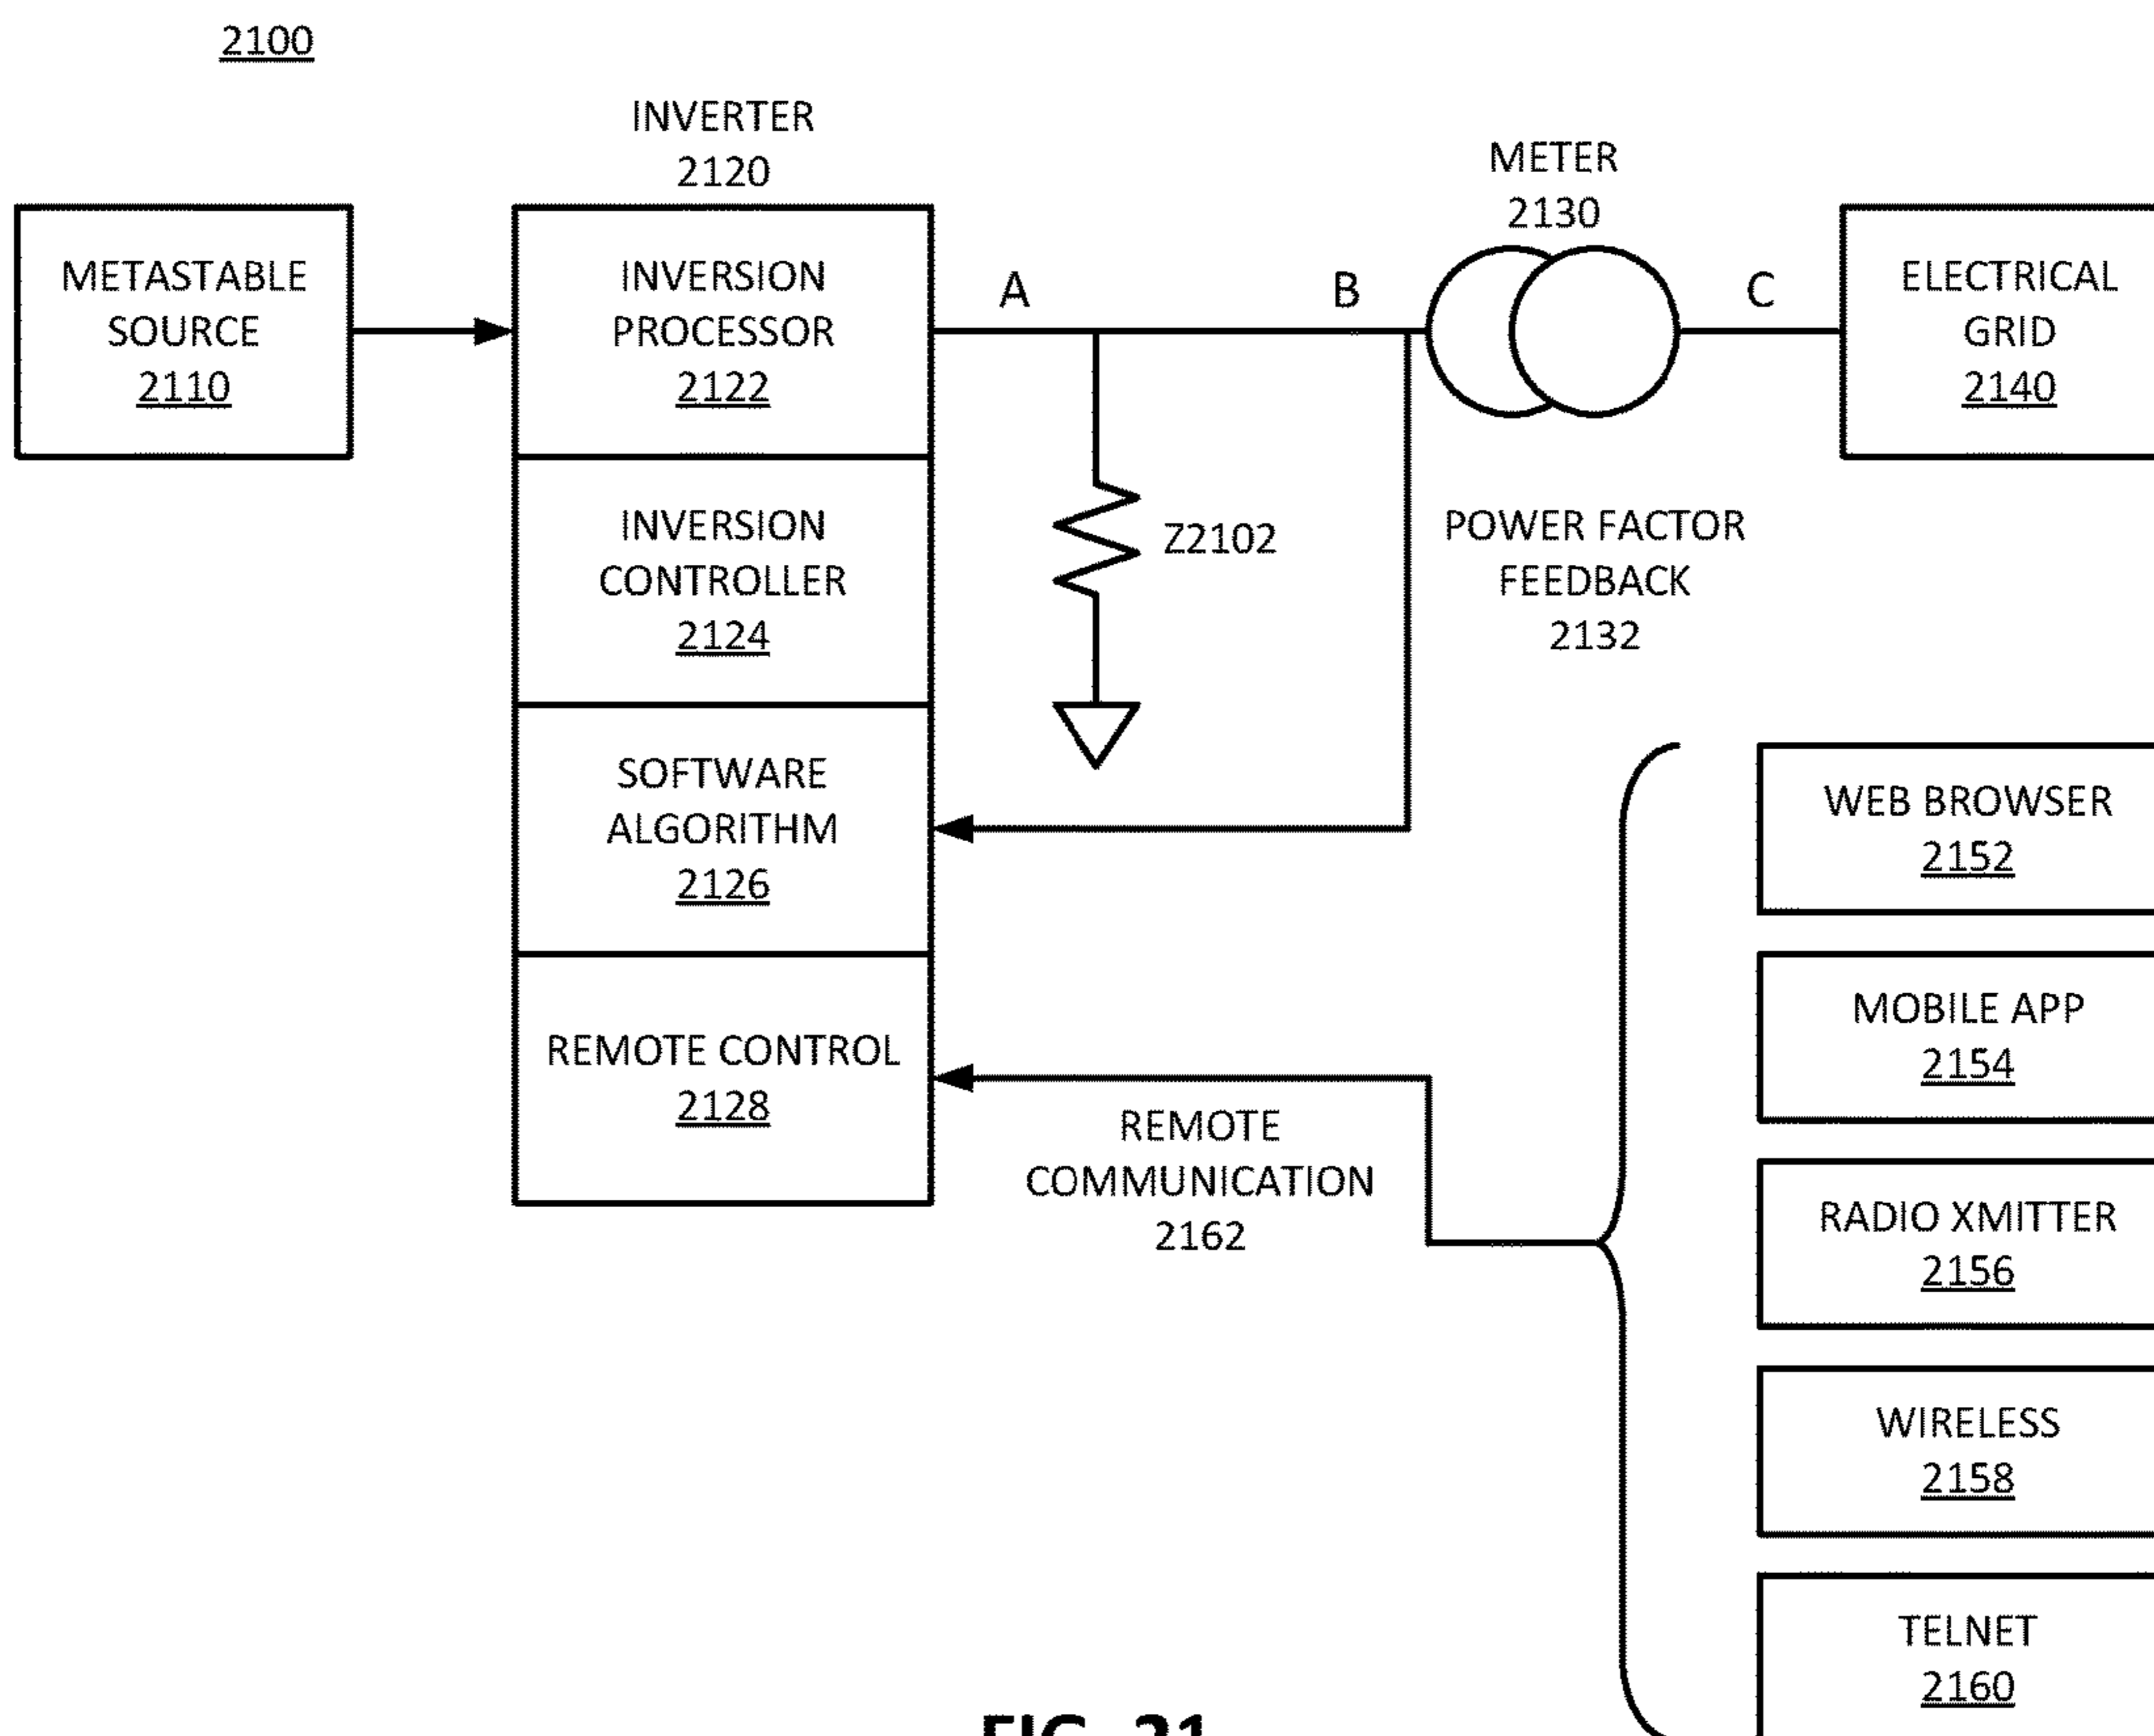 2100
INVERTER
2120
METER
2130
METASTABLE
SOURCE
2110
INVERSION
PROCESSOR
2122
A
B
C
ELECTRICAL
GRID
2140
INVERSION
CONTROLLER
2124
Z2102
POWER FACTOR
FEEDBACK
2132
SOFTWARE
ALGORITHM
2126
REMOTE CONTROL
2128
REMOTE
COMMUNICATION
2162
WEB BROWSER
2152
MOBILE APP
2154
RADIO XMITTER
2156
WIRELESS
2158
TELNET
2160
FIG. 21